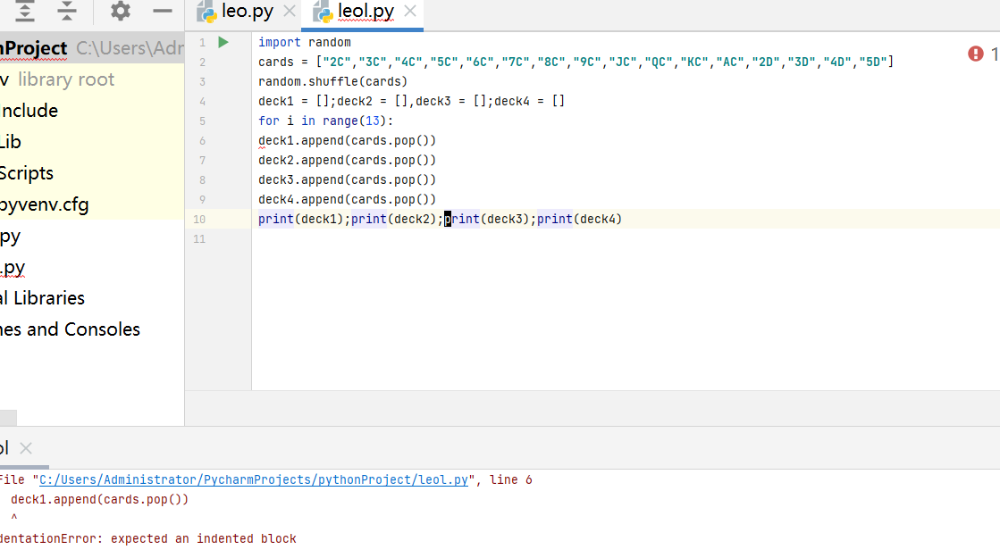 leo.py
leol.py
nProject C:\Users\Adr
v library root
Include
Lib
Scripts
pyvenv.cfg
py
.py
al Libraries
hes and Consoles
1 import random
2 cards = ["2C","3C","4C","5C","6C","7C","8C","9C","JC","QC","KC","AC","2D","3D","4D","5D"]
3 random.shuffle(cards)
4 deck1 = [];deck2 = [],deck3 = [];deck4 = []
5 for i in range(13):
6 deck1.append(cards.pop())
7 deck2.append(cards.pop())
8 deck3.append(cards.pop())
9 deck4.append(cards.pop())
10 print(deck1);print(deck2);print(deck3);print(deck4)
11
1
ol
File "C:/Users/Administrator/PycharmProjects/pythonProject/leol.py", line 6
deck1.append(cards.pop())
^
dentationError: expected an indented block